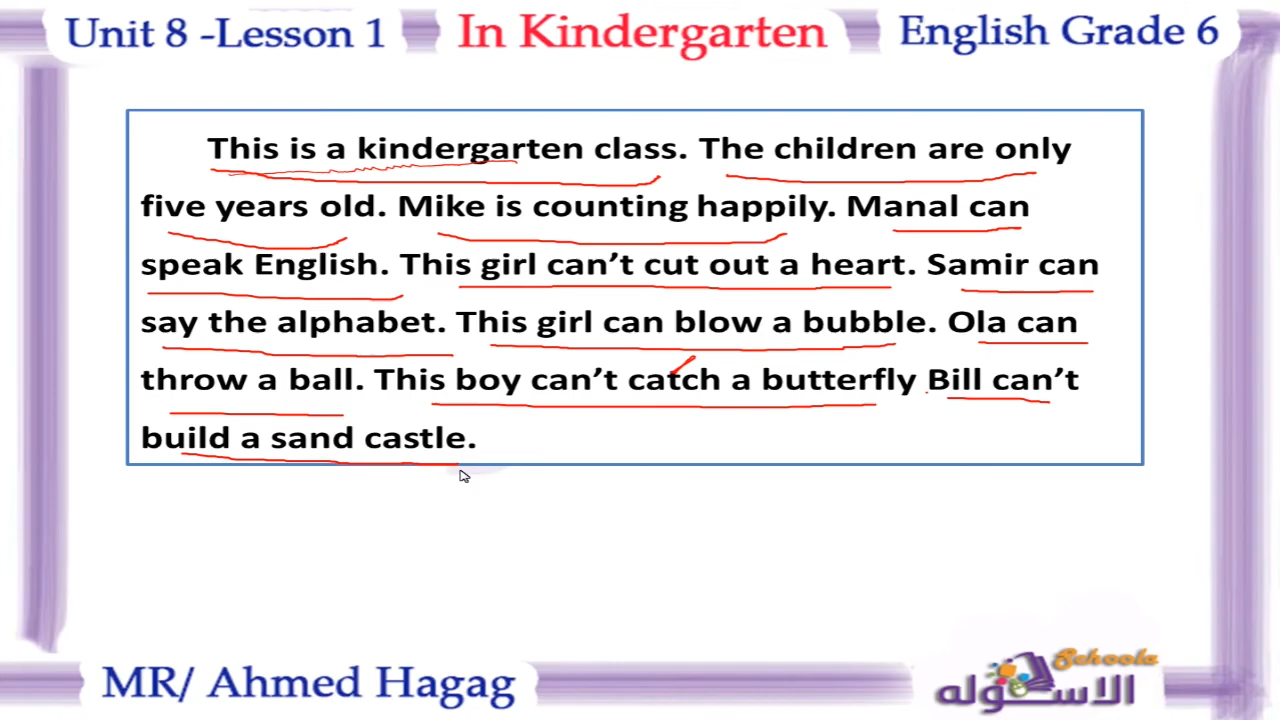 Unit 8 -Lesson 1
In Kindergarten
English Grade 6
This is a kindergarten class. The children are only
five years old. Mike is counting happily. Manal can
speak English. This girl can’t cut out a heart. Samir can
say the alphabet. This girl can blow a bubble. Ola can
throw a ball. This boy can’t catch a butterfly Bill can’t
build a sand castle.
MR/ Ahmed Hagag
Schoola
الاسكوله